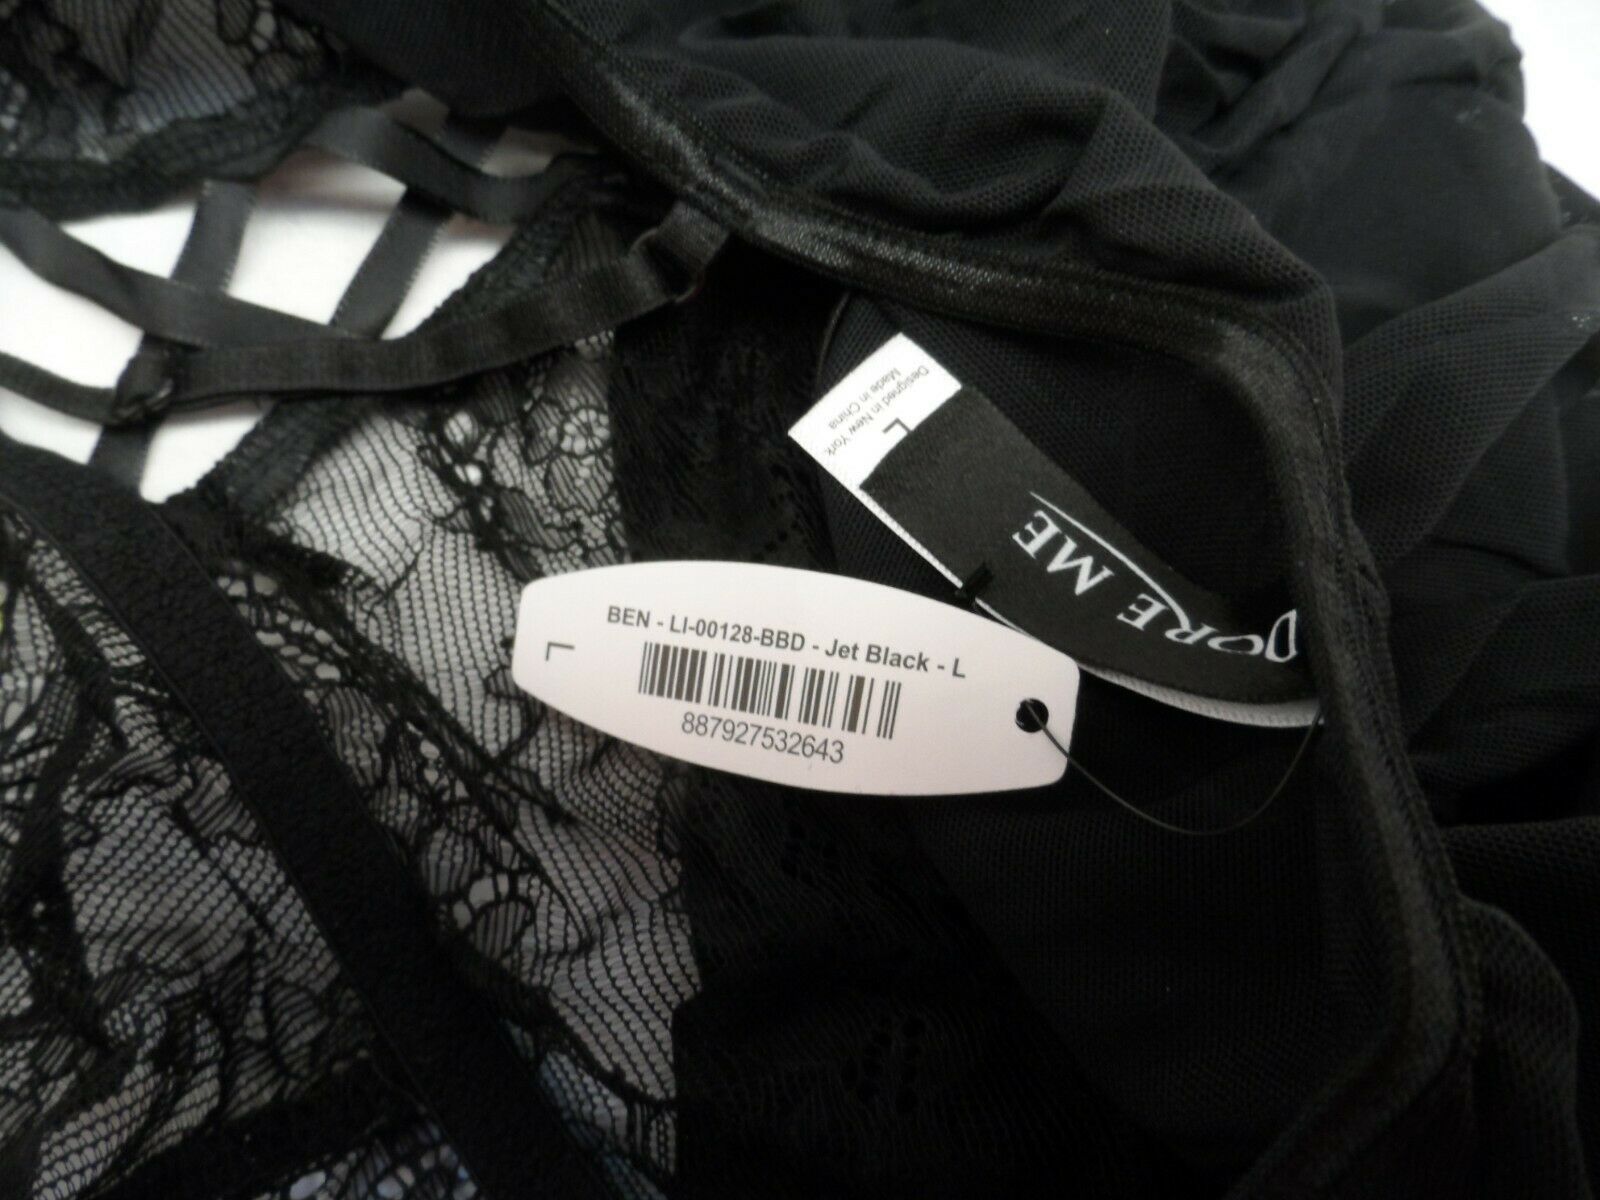 Designed in New York
Made in China
L
DORE ME
BEN - LI-00128-BBD - Jet Black - L
L
887927532643